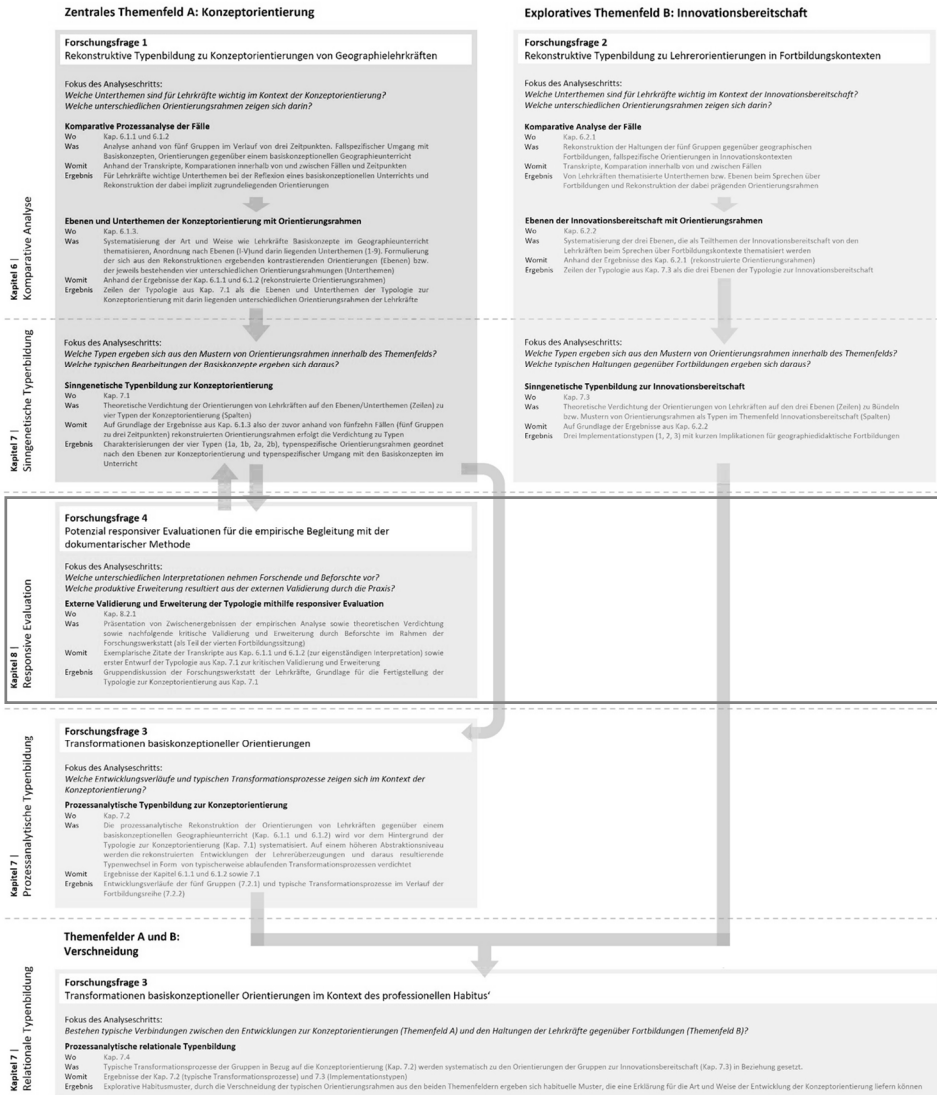 Zentrales Themenfeld A: Konzeptorientierung
Exploratives Themenfeld B: Innovationsbereitschaft
Kapitel 6 |
Komparative Analyse
Forschungsfrage 1
Rekonstruktive Typenbildung zu Konzeptorientierungen von Geographielehrkräften
Fokus des Analyseschritts:
Welche Unterthemen sind für Lehrkräfte wichtig im Kontext der Konzeptorientierung?
Welche unterschiedlichen Orientierungsrahmen zeigen sich darin?
Komparative Prozessanalyse der Fälle
Wo Kap. 6.1.1 und 6.1.2
Was Analyse anhand von fünf Gruppen im Verlauf von drei Zeitpunkten. Fallspezifischer Umgang mit
Basiskonzepten, Orientierungen gegenüber einem basiskonzeptionellen Geographieunterricht
Womit Anhand der Transkripte, Komparationen innerhalb von und zwischen Fällen und Zeitpunkten
Ergebnis Für Lehrkräfte wichtige Unterthemen bei der Reflexion eines basiskonzeptionellen Unterrichts und
Rekonstruktion der dabei implizit zugrundeliegenden Orientierungen
Ebenen und Unterthemen der Konzeptorientierung mit Orientierungsrahmen
Wo Kap. 6.1.3.
Was Systematisierung der Art und Weise wie Lehrkräfte Basiskonzepte im Geographieunterricht
thematisieren, Anordnung nach Ebenen (I-V)und darin liegenden Unterthemen (1-9). Formulierung
der sich aus den Rekonstruktionen ergebenden kontrastierenden Orientierungen (Ebenen) bzw.
der jeweils bestehenden vier unterschiedlichen Orientierungsrahmungen (Unterthemen)
Womit Anhand der Ergebnisse der Kap. 6.1.1 und 6.1.2 (rekonstruierte Orientierungsrahmen)
Ergebnis Zeilen der Typologie aus Kap. 7.1 als die Ebenen und Unterthemen der Typologie zur
Konzeptorientierung mit darin liegenden unterschiedlichen Orientierungsrahmen der Lehrkräfte
Forschungsfrage 2
Rekonstruktive Typenbildung zu Lehrerorientierungen in Fortbildungskontexten
Fokus des Analyseschritts:
Welche Unterthemen sind für Lehrkräfte wichtig im Kontext der Innovationsbereitschaft?
Welche unterschiedlichen Orientierungsrahmen zeigen sich darin?
Komparative Analyse der Fälle
Wo Kap. 6.2.1
Was Rekonstruktion der Haltungen der fünf Gruppen gegenüber geographischen
Fortbildungen, fallspezifische Orientierungen in Innovationskontexten
Womit Transkripte, Komparation innerhalb von und zwischen Fällen
Ergebnis Von Lehrkräften thematisierte Unterthemen bzw. Ebenen beim Sprechen über
Fortbildungen und Rekonstruktion der dabei prägenden Orientierungsrahmen
Ebenen der Innovationsbereitschaft mit Orientierungsrahmen
Wo Kap. 6.2.2
Was Systematisierung der drei Ebenen, die als Teilthemen der Innovationsbereitschaft von den
Lehrkräften beim Sprechen über Fortbildungskontexte thematisiert werden
Womit Anhand der Ergebnisse des Kap. 6.2.1 (rekonstruierte Orientierungsrahmen)
Ergebnis Zeilen der Typologie aus Kap. 7.3 als die drei Ebenen der Typologie zur Innovationsbereitschaft
Kapitel 7 |
Sinngenetische Typenbildung
Fokus des Analyseschritts:
Welche Typen ergeben sich aus den Mustern von Orientierungsrahmen innerhalb des Themenfelds?
Welche typischen Bearbeitungen der Basiskonzepte ergeben sich daraus?
Sinngenetische Typenbildung zur Konzeptorientierung
Wo Kap. 7.1
Was Theoretische Verdichtung der Orientierungen von Lehrkräften auf den Ebenen/Unterthemen (Zeilen) zu
vier Typen der Konzeptorientierung (Spalten)
Womit Auf Grundlage der Ergebnisse aus Kap. 6.1.3 also der zuvor anhand von fünfzehn Fällen (fünf Gruppen
zu drei Zeitpunkten) rekonstruierten Orientierungsrahmen erfolgt die Verdichtung zu Typen
Ergebnis Charakterisierungen der vier Typen (1a, 1b, 2a, 2b), typenspezifische Orientierungen geordnet
nach den Ebenen zur Konzeptorientierung und typenspezifischer Umgang mit den Basiskonzepten im
Unterricht
Fokus des Analyseschritts:
Welche Typen ergeben sich aus den Mustern von Orientierungsrahmen innerhalb des Themenfelds?
Welche typischen Haltungen gegenüber Fortbildungen ergeben sich daraus?
Sinngenetische Typenbildung zur Innovationsbereitschaft
Wo Kap. 7.3
Was Theoretische Verdichtung der Orientierungen von Lehrkräften auf den drei Ebenen (Zeilen) zu Bündeln
bzw. Mustern von Orientierungsrahmen als Typen im Themenfeld Innovationsbereitschaft (Spalten)
Womit Auf Grundlage der Ergebnisse aus Kap. 6.2.2
Ergebnis Drei Implementationstypen (1, 2, 3) mit kurzen Implikationen für geographiedidaktische Fortbildungen
Kapitel 8 |
Responsive Evaluation
Forschungsfrage 4
Potenzial responsiver Evaluationen für die empirische Begleitung mit der
dokumentarischer Methode
Fokus des Analyseschritts:
Welche unterschiedlichen Interpretationen nehmen Forschende und Beforschte vor?
Welche produktive Erweiterung resultiert aus der externen Validierung durch die Praxis?
Externe Validierung und Erweiterung der Typologie mithilfe responsiver Evaluation
Wo Kap. 8.2.1
Was Präsentation von Zwischenergebnissen der empirischen Analyse sowie theoretischen Verdichtung
sowie nachfolgende kritische Validierung und Erweiterung durch Beforschte im Rahmen der
Forschungswerkstatt (als Teil der vierten Fortbildungssitzung)
Womit Exemplarische Zitate der Transkripte aus Kap. 6.1.1 und 6.1.2 (zur eigenständigen Interpretation) sowie
erster Entwurf der Typologie aus Kap. 7.1 zur kritischen Validierung und Erweiterung
Ergebnis Gruppendiskussion der Forschungswerkstatt der Lehrkräfte, Grundlage für die Fertigstellung der
Typologie zur Konzeptorientierung aus Kap. 7.1
Kapitel 7 |
Prozessanalytische Typenbildung
Forschungsfrage 3
Transformationen basiskonzeptioneller Orientierungen
Fokus des Analyseschritts:
Welche Entwicklungsverläufe und typischen Transformationsprozesse zeigen sich im Kontext der
Konzeptorientierung?
Prozessanalytische Typenbildung zur Konzeptorientierung
Wo Kap. 7.2
Was Die prozessanalytische Rekonstruktion der Orientierungen von Lehrkräften gegenüber einem
basiskonzeptionellen Geographieunterricht (Kap. 6.1.1 und 6.1.2) wird vor dem Hintergrund der
Typologie zur Konzeptorientierung (Kap. 7.1) systematisiert. Auf einem höheren Abstraktionsniveau
werden die rekonstruierten Entwicklungen der Lehrerüberzeugungen und daraus resultierende
Typenwechsel in Form von typischerweise ablaufenden Transformationsprozessen verdichtet
Womit Ergebnisse der Kapitel 6.1.1 und 6.1.2 sowie 7.1
Ergebnis Entwicklungsverläufe der fünf Gruppen (7.2.1) und typische Transformationsprozesse im Verlauf der
Fortbildungsreihe (7.2.2)
Kapitel 7 |
Relationale Typenbildung
Themenfelder A und B:
Verschneidung
Forschungsfrage 3
Transformationen basiskonzeptioneller Orientierungen im Kontext des professionellen Habitus‘
Fokus des Analyseschritts:
Bestehen typische Verbindungen zwischen den Entwicklungen zur Konzeptorientierungen (Themenfeld A) und den Haltungen der Lehrkräfte gegenüber Fortbildungen (Themenfeld B)?
Prozessanalytische relationale Typenbildung
Wo Kap. 7.4
Was Typische Transformationsprozesse der Gruppen in Bezug auf die Konzeptorientierung (Kap. 7.2) werden systematisch zu den Orientierungen der Gruppen zur Innovationsbereitschaft (Kap. 7.3) in Beziehung gesetzt.
Womit Ergebnisse der Kap. 7.2 (typische Transformationsprozesse) und 7.3 (Implementationstypen)
Ergebnis Explorative Habitusmuster, durch die Verschneidung der typischen Orientierungsrahmen aus den beiden Themenfeldern ergeben sich habituelle Muster, die eine Erklärung für die Art und Weise der Entwicklung der Konzeptorientierung liefern können